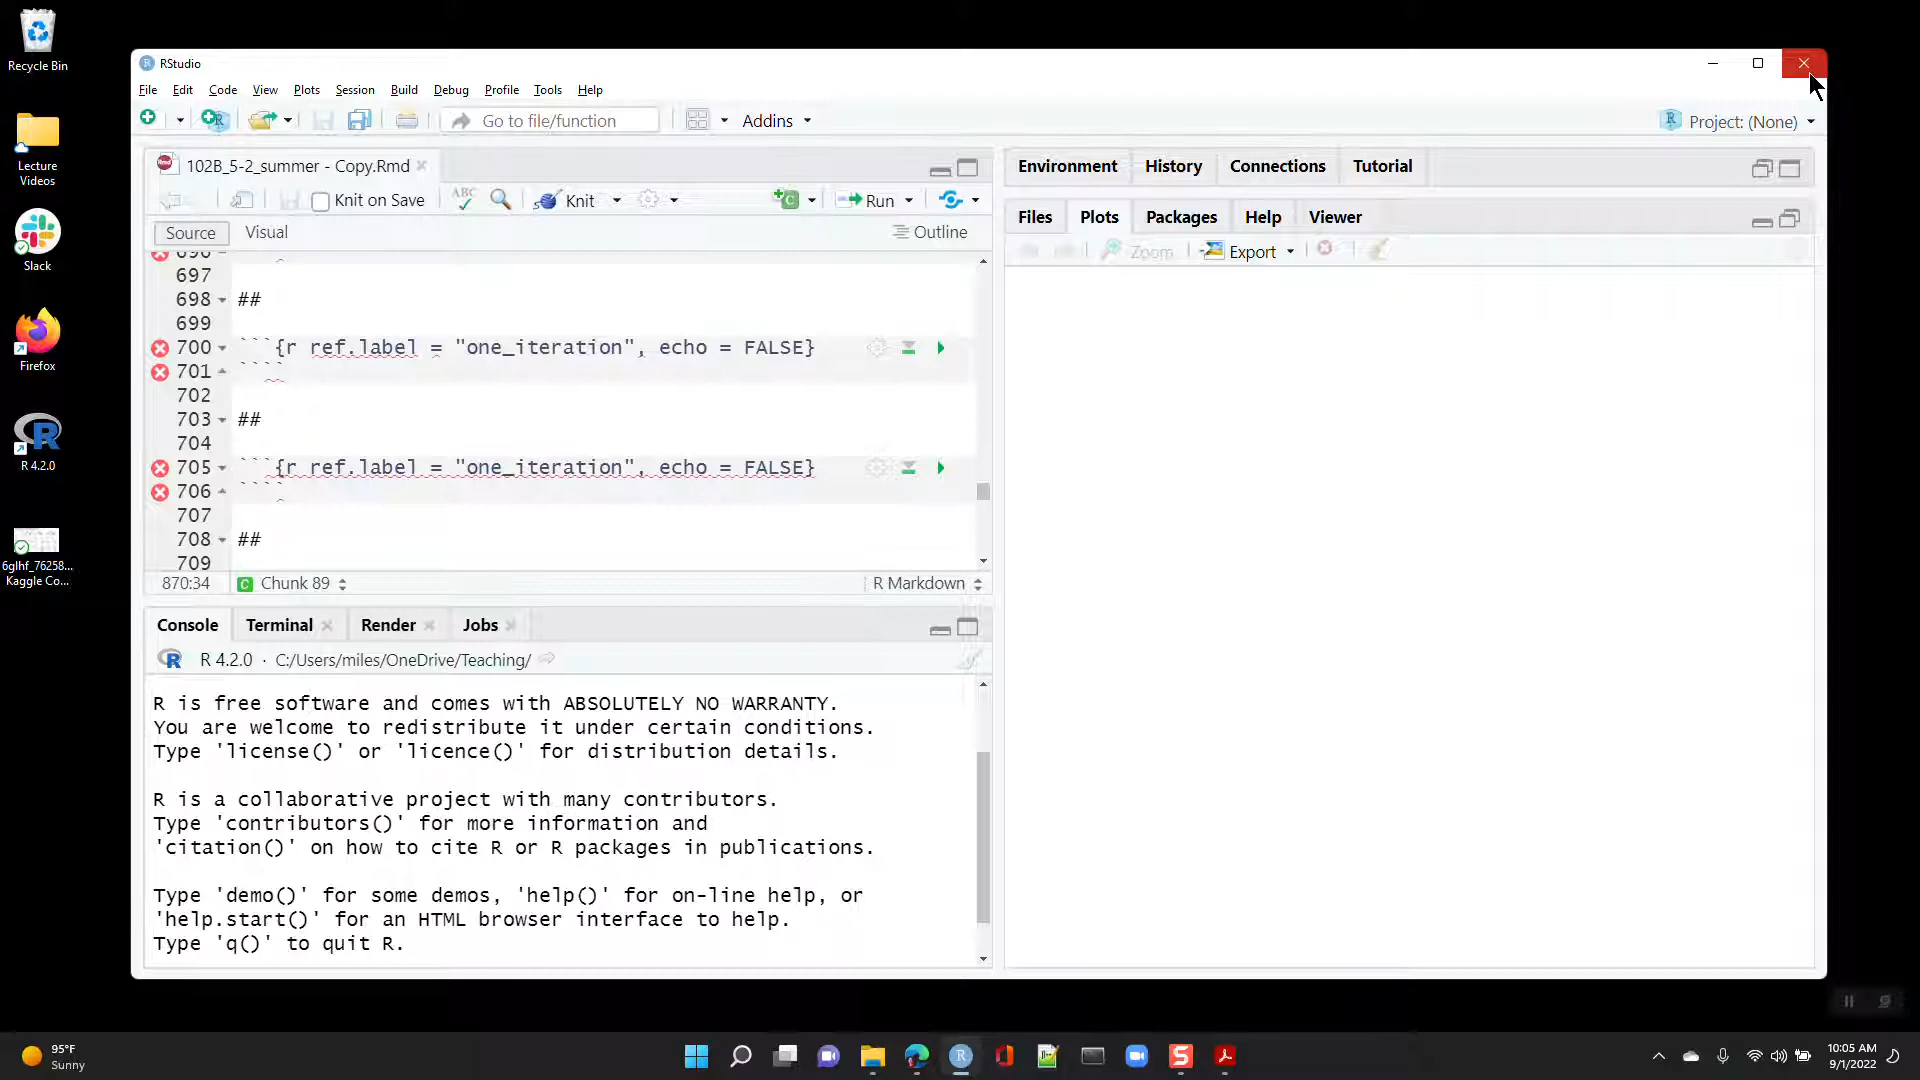 Recycle Bin
Lecture
Videos
Slack
Firefox
R 4.2.0
6glhf_76258...
Kaggle Co...
RStudio
File Edit Code View Plots Session Build Debug Profile Tools Help
Go to file/function Addins Project: (None)
102B_5-2_summer - Copy.Rmd
Knit on Save ABC Knit Run
Source Visual Outline
696
697
698 ##
699
700 ```{r ref.label = "one_iteration", echo = FALSE}
701 ````
702
703 ##
704
705 ```{r ref.label = "one_iteration", echo = FALSE}
706 ````
707
708 ##
709
870:34 Chunk 89 R Markdown
Console Terminal Render Jobs
R 4.2.0 · C:/Users/miles/OneDrive/Teaching/
R is free software and comes with ABSOLUTELY NO WARRANTY.
You are welcome to redistribute it under certain conditions.
Type 'license()' or 'licence()' for distribution details.
R is a collaborative project with many contributors.
Type 'contributors()' for more information and
'citation()' on how to cite R or R packages in publications.
Type 'demo()' for some demos, 'help()' for on-line help, or
'help.start()' for an HTML browser interface to help.
Type 'q()' to quit R.
Environment History Connections Tutorial
Files Plots Packages Help Viewer
Zoom Export
95°F
Sunny
10:05 AM
9/1/2022